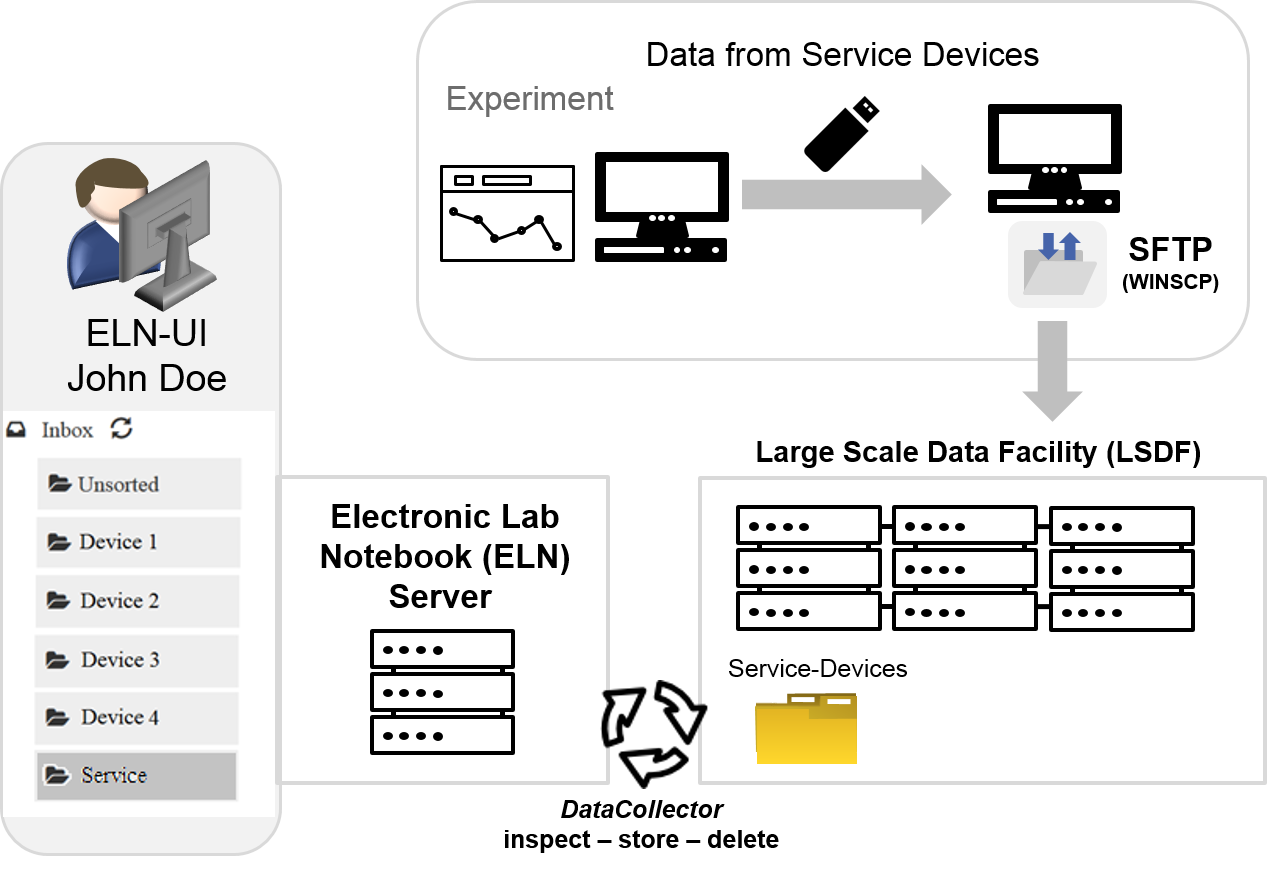 Data from Service Devices
Experiment
SFTP
(WINSCP)
ELN-UI
John Doe
Inbox
Unsorted
Device 1
Device 2
Device 3
Device 4
Service
Electronic Lab
Notebook (ELN)
Server
Large Scale Data Facility (LSDF)
Service-Devices
DataCollector
inspect – store – delete